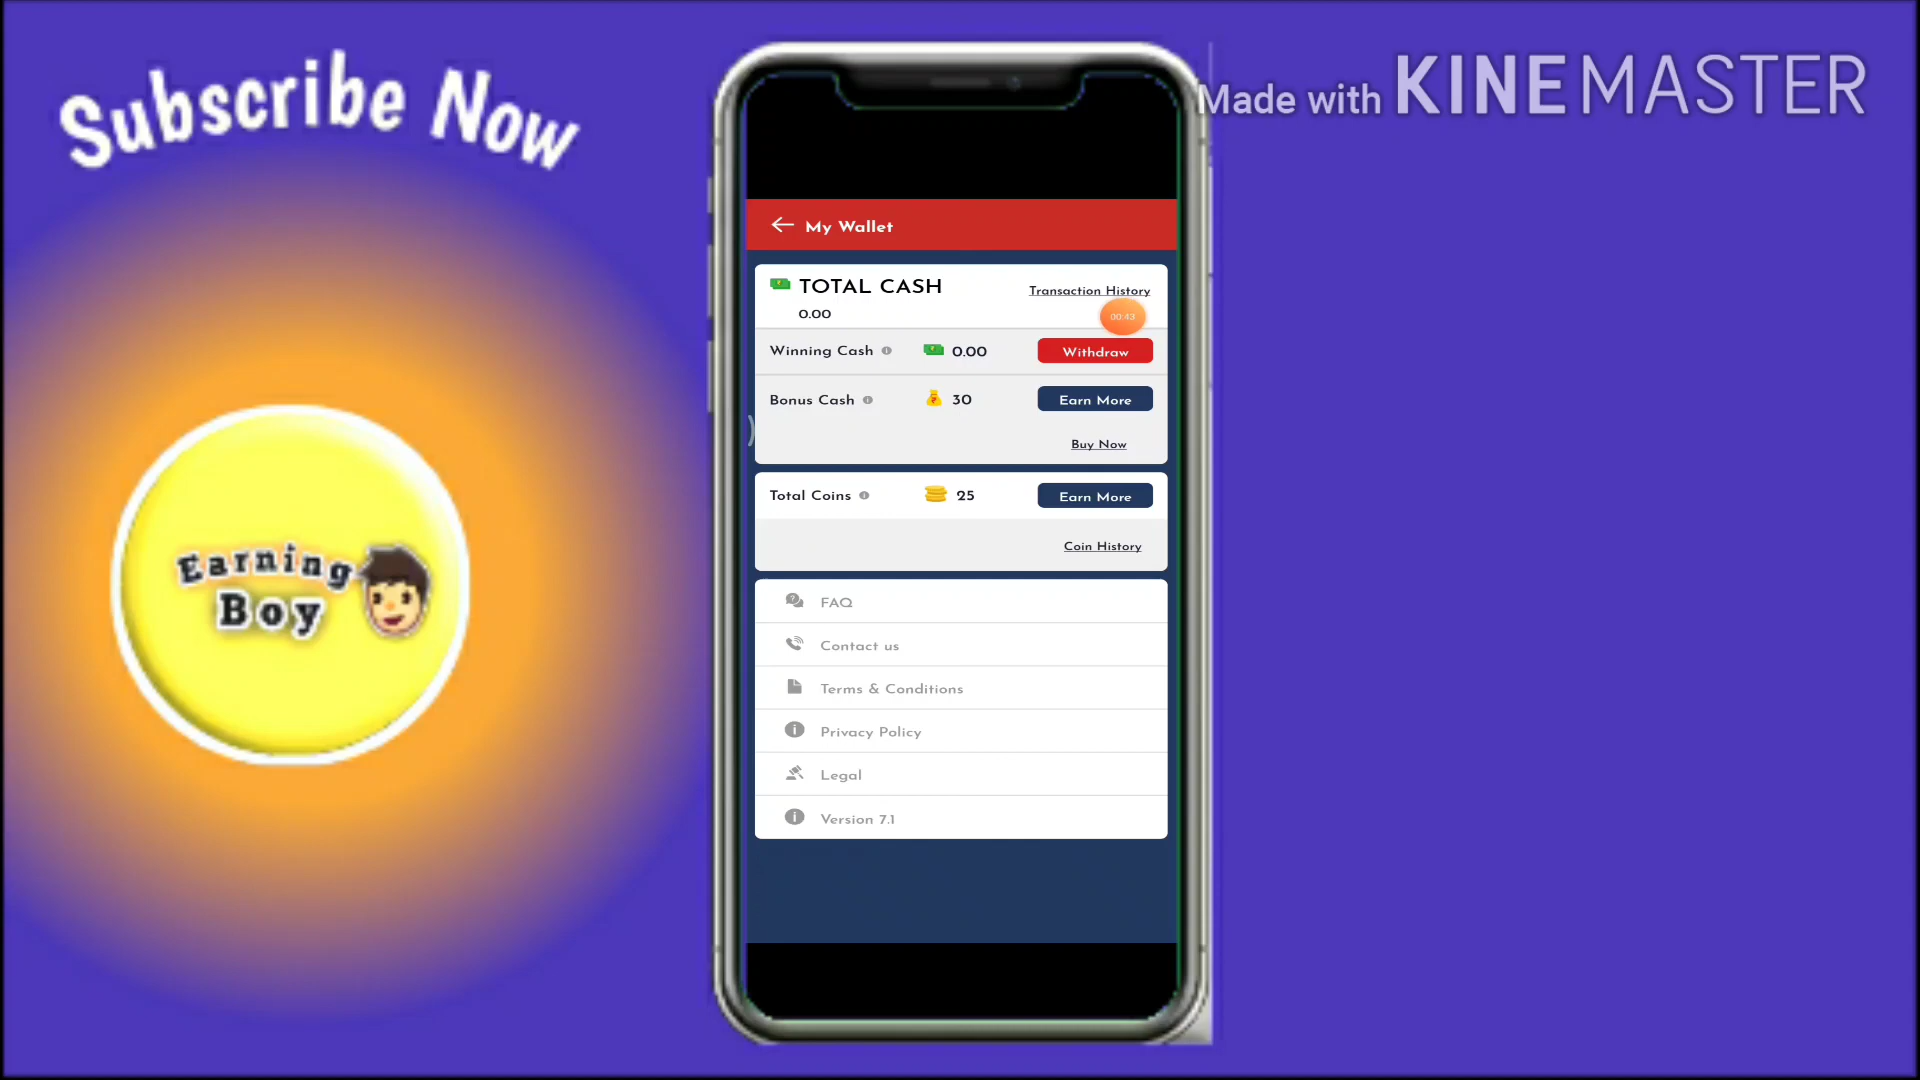 Subscribe Now
Made with KINEMASTER
My Wallet
TOTAL CASH
Transaction History
0.00
00:43
Winning Cash
0.00
Withdraw
Bonus Cash
30
Earn More
Buy Now
Total Coins
25
Earn More
Coin History
Earning
Boy
FAQ
Contact us
Terms & Conditions
Privacy Policy
Legal
Version 7.1